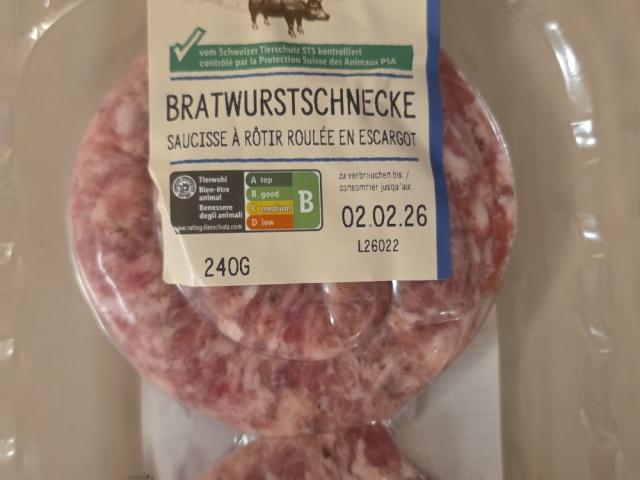 vom Schweizer Tierschutz STS kontrolliert
contrôlé par la Protection Suisse des Animaux PSA
BRATWURSTSCHNECKE
SAUCISSE À RÔTIR ROULÉE EN ESCARGOT
Tierwohl
Bien-être
animal
Benessere
degli animali
www.rating.tierschutz.com
A top
B good
C medium
D low
B
zu verbrauchen bis: /
consommer jusqu'au:
02.02.26
L26022
240G